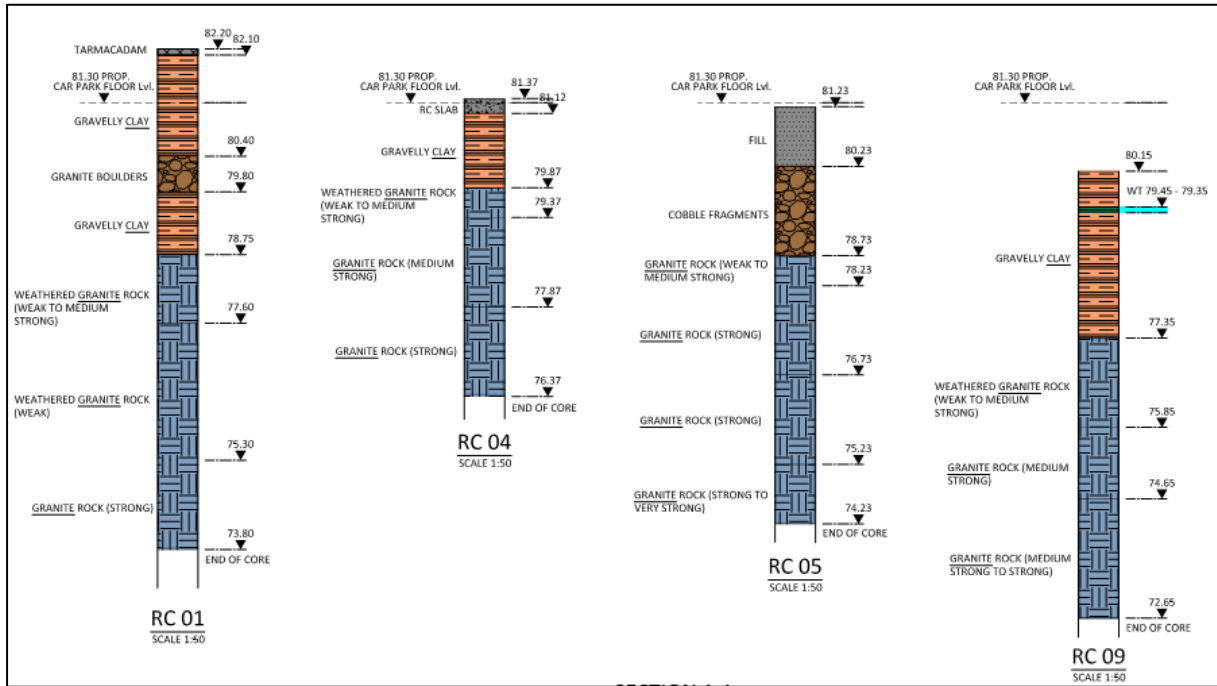 82.20
82.10
TARMACADAM
81.30 PROP.
CAR PARK FLOOR Lvl.
GRAVELLY CLAY
80.40
GRANITE BOULDERS
79.80
GRAVELLY CLAY
78.75
WEATHERED GRANITE ROCK
(WEAK TO MEDIUM
STRONG)
77.60
WEATHERED GRANITE ROCK
(WEAK)
75.30
GRANITE ROCK (STRONG)
73.80
END OF CORE
RC 01
SCALE 1:50
81.30 PROP.
CAR PARK FLOOR Lvl.
81.37
81.12
RC SLAB
GRAVELLY CLAY
79.87
WEATHERED GRANITE ROCK
(WEAK TO MEDIUM
STRONG)
79.37
GRANITE ROCK (MEDIUM
STRONG)
77.87
GRANITE ROCK (STRONG)
76.37
END OF CORE
RC 04
SCALE 1:50
81.30 PROP.
CAR PARK FLOOR Lvl.
81.23
FILL
80.23
COBBLE FRAGMENTS
78.73
GRANITE ROCK (WEAK TO
MEDIUM STRONG)
78.23
GRANITE ROCK (STRONG)
76.73
GRANITE ROCK (STRONG)
75.23
GRANITE ROCK (STRONG TO
VERY STRONG)
74.23
END OF CORE
RC 05
SCALE 1:50
81.30 PROP.
CAR PARK FLOOR Lvl.
80.15
WT 79.45 - 79.35
GRAVELLY CLAY
77.35
WEATHERED GRANITE ROCK
(WEAK TO MEDIUM
STRONG)
75.85
GRANITE ROCK (MEDIUM
STRONG)
74.65
GRANITE ROCK (MEDIUM
STRONG TO STRONG)
72.65
END OF CORE
RC 09
SCALE 1:50